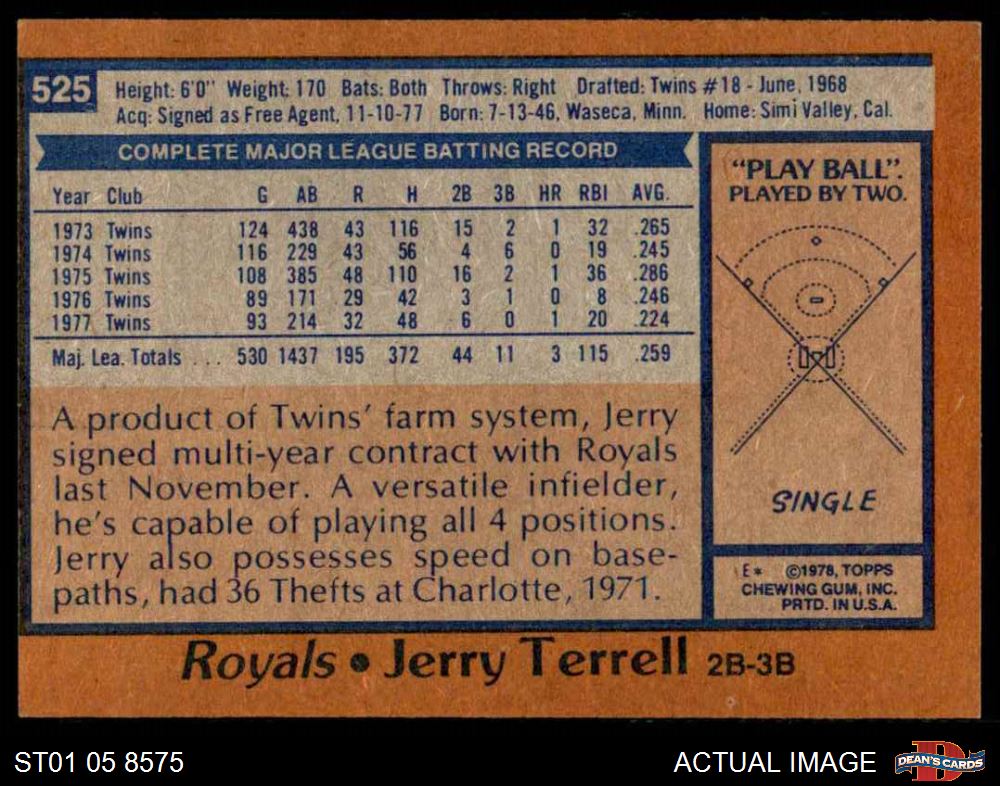 525
Height: 6'0" Weight: 170 Bats: Both Throws: Right Drafted: Twins #18 - June, 1968
Acq: Signed as Free Agent, 11-10-77 Born: 7-13-46, Waseca, Minn. Home: Simi Valley, Cal.
COMPLETE MAJOR LEAGUE BATTING RECORD
Year Club G AB R H 2B 3B HR RBI AVG.
1973 Twins 124 438 43 116 15 2 1 32 .265
1974 Twins 116 229 43 56 4 6 0 19 .245
1975 Twins 108 385 48 110 16 2 1 36 .286
1976 Twins 89 171 29 42 3 1 0 8 .246
1977 Twins 93 214 32 48 6 0 1 20 .224
Maj. Lea. Totals ... 530 1437 195 372 44 11 3 115 .259
A product of Twins' farm system, Jerry
signed multi-year contract with Royals
last November. A versatile infielder,
he's capable of playing all 4 positions.
Jerry also possesses speed on base-
paths, had 36 Thefts at Charlotte, 1971.
"PLAY BALL".
PLAYED BY TWO.
SINGLE
E* ©1978, TOPPS
CHEWING GUM, INC.
PRTD. IN U.S.A.
Royals • Jerry Terrell 2B-3B
ST01 05 8575
ACTUAL IMAGE
D
DEAN'S CARDS